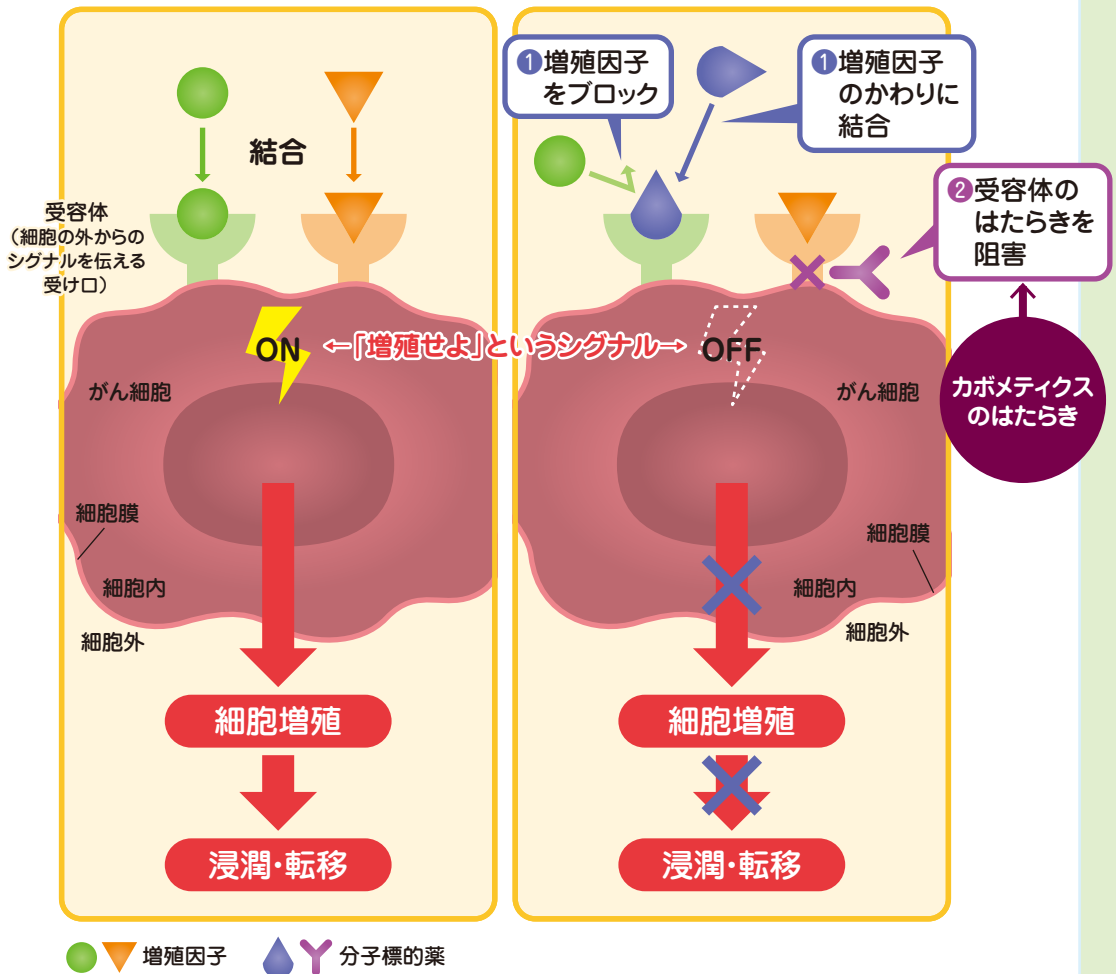 結合
受容体
（細胞の外からの
シグナルを伝える
受け口）
ON
←「増殖せよ」というシグナル→
がん細胞
細胞膜
細胞内
細胞外
細胞増殖
浸潤・転移
❶増殖因子
をブロック
❶増殖因子
のかわりに
結合
❷受容体の
はたらきを
阻害
カボメティクス
のはたらき
OFF
がん細胞
細胞膜
細胞内
細胞外
細胞増殖
浸潤・転移
増殖因子
分子標的薬